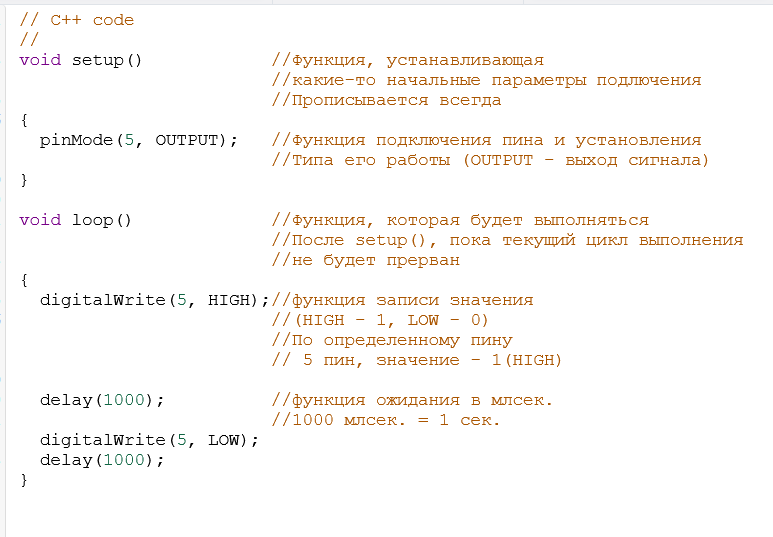 // C++ code
//
void setup() //Функция, устанавливающая
//какие-то начальные параметры подлючения
//Прописывается всегда
{
pinMode(5, OUTPUT); //Функция подключения пина и установления
//Типа его работы (OUTPUT - выход сигнала)
}
void loop() //Функция, которая будет выполняться
//После setup(), пока текущий цикл выполнения
//не будет прерван
{
digitalWrite(5, HIGH);//функция записи значения
//(HIGH - 1, LOW - 0)
//По определенному пину
// 5 пин, значение - 1(HIGH)
delay(1000); //функция ожидания в млсек.
//1000 млсек. = 1 сек.
digitalWrite(5, LOW);
delay(1000);
}